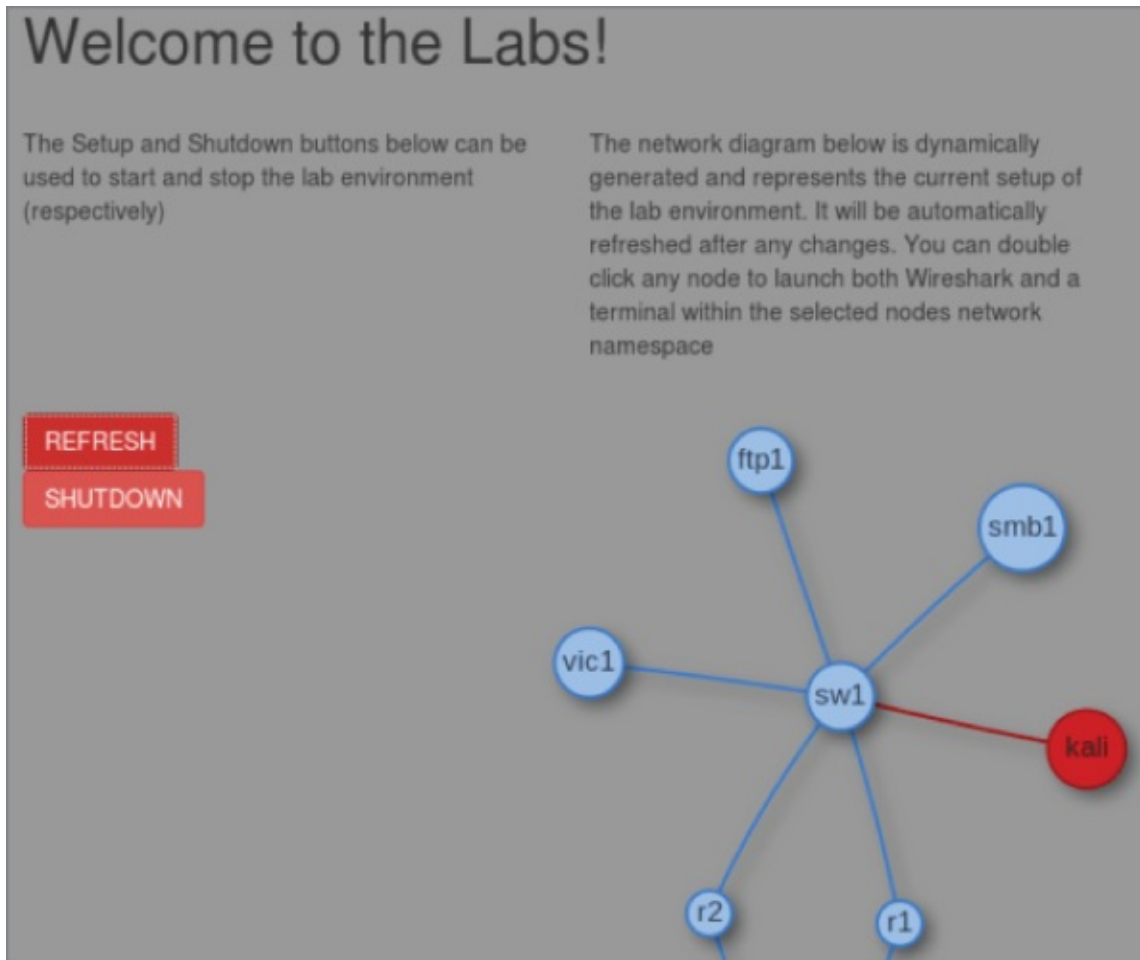 Welcome to the Labs!
The Setup and Shutdown buttons below can be
used to start and stop the lab environment
(respectively)
The network diagram below is dynamically
generated and represents the current setup of
the lab environment. It will be automatically
refreshed after any changes. You can double
click any node to launch both Wireshark and a
terminal within the selected nodes network
namespace
REFRESH
SHUTDOWN
ftp1
smb1
vic1
sw1
kali
r2
r1